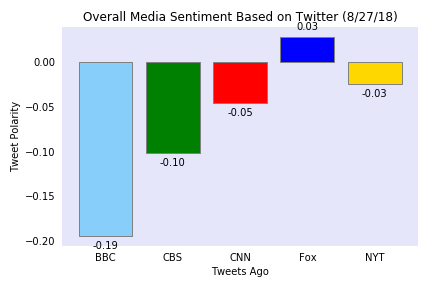 Overall Media Sentiment Based on Twitter (8/27/18)
0.03
0.00
-0.03
-0.05
−0.05
-0.10
−0.10
−0.15
-0.19
−0.20
Tweet Polarity
BBC CBS CNN Fox NYT
Tweets Ago